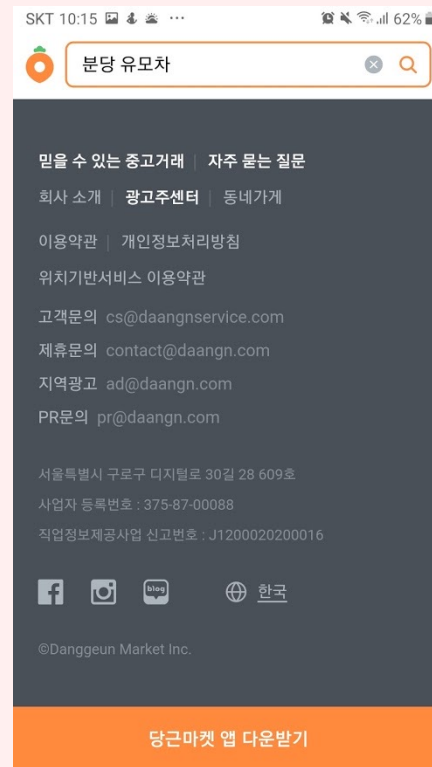 SKT 10:15 ... 62%
분당 유모차
믿을 수 있는 중고거래 | 자주 묻는 질문
회사 소개 | 광고주센터 | 동네가게
이용약관 | 개인정보처리방침
위치기반서비스 이용약관
고객문의 cs@daangnservice.com
제휴문의 contact@daangn.com
지역광고 ad@daangn.com
PR문의 pr@daangn.com
서울특별시 구로구 디지털로 30길 28 609호
사업자 등록번호 : 375-87-00088
직업정보제공사업 신고번호 : J1200020200016
blog 한국
©Danggeun Market Inc.
당근마켓 앱 다운받기